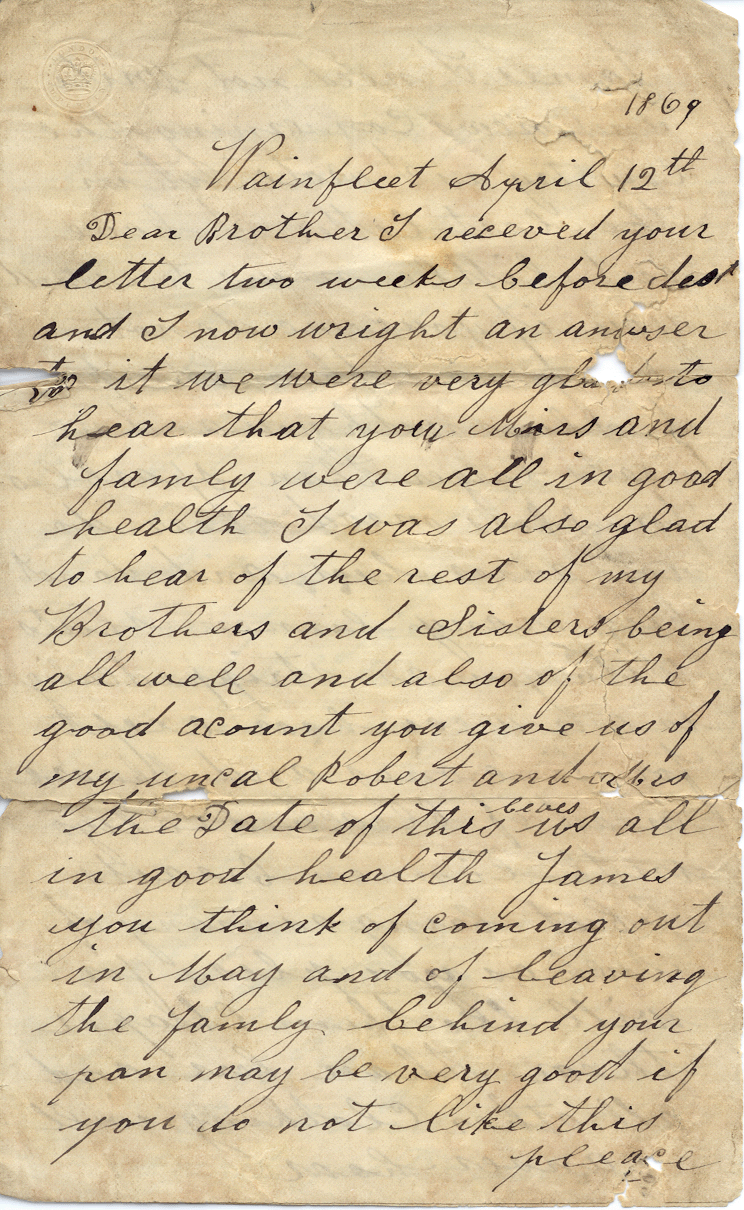 1869
Wainfleet April 12th
Dear Brother I receved your
letter two weeks before
and I now wright an answer
to it we were very glad to
hear that you Mirs and
famly were all in good
health I was also glad
to hear of the rest of my
Brothers and Sisters being
all well and also of the
good acount you give us of
my uncal Robert and Mrs
the Date of this leves us all
in good health James
you think of coming out
in May and of leaving
the famly behind your
pan may be very good if
you do not like this
pleace